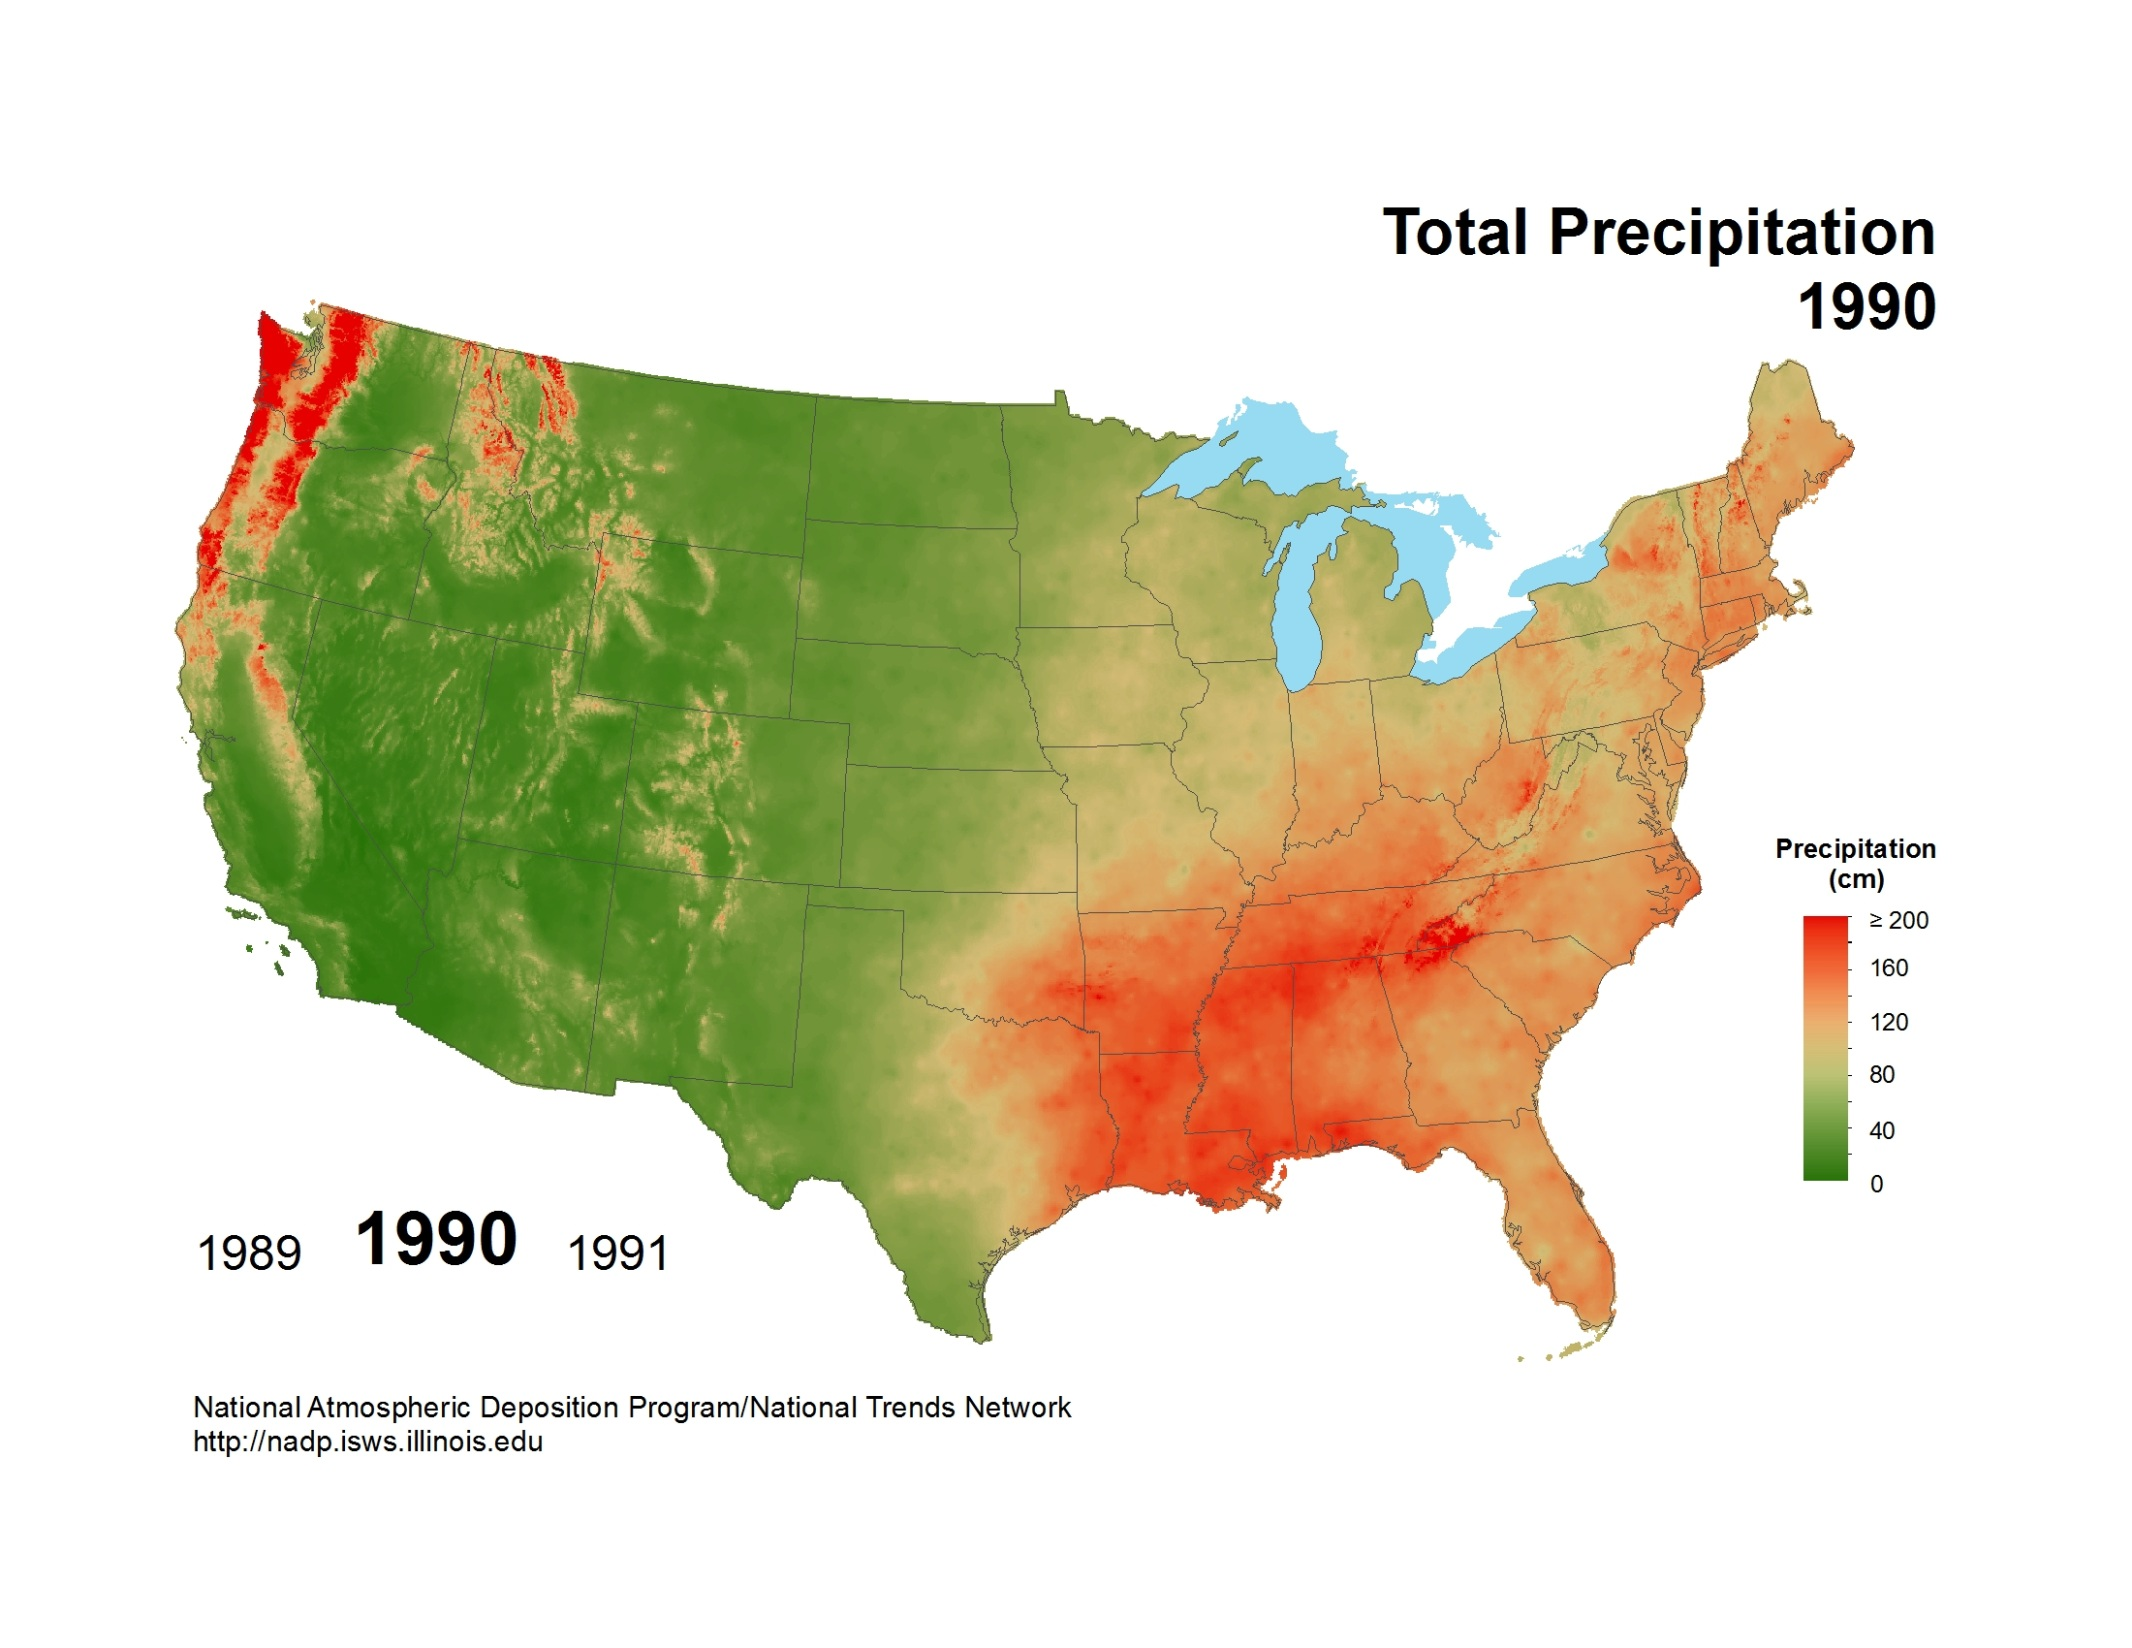 Total Precipitation
1990
Precipitation
(cm)
≥ 200
160
120
80
40
0
1989 1990 1991
National Atmospheric Deposition Program/National Trends Network
http://nadp.isws.illinois.edu